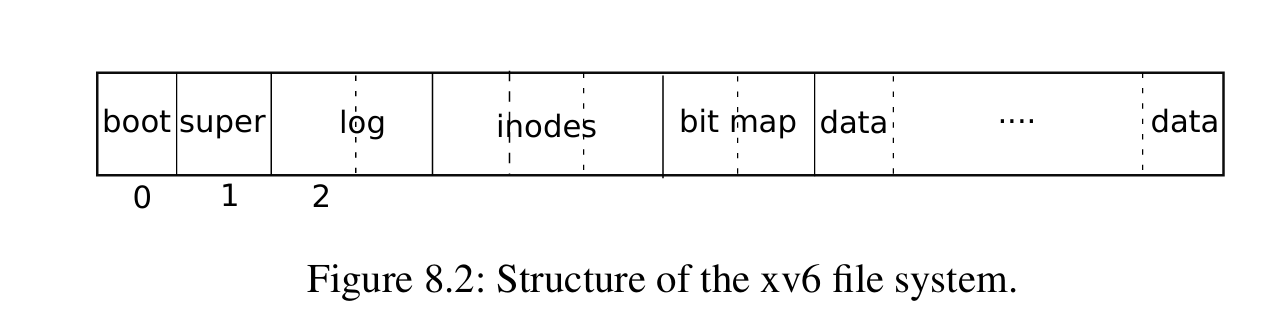 boot super log inodes bit map data .... data
0 1 2
Figure 8.2: Structure of the xv6 file system.